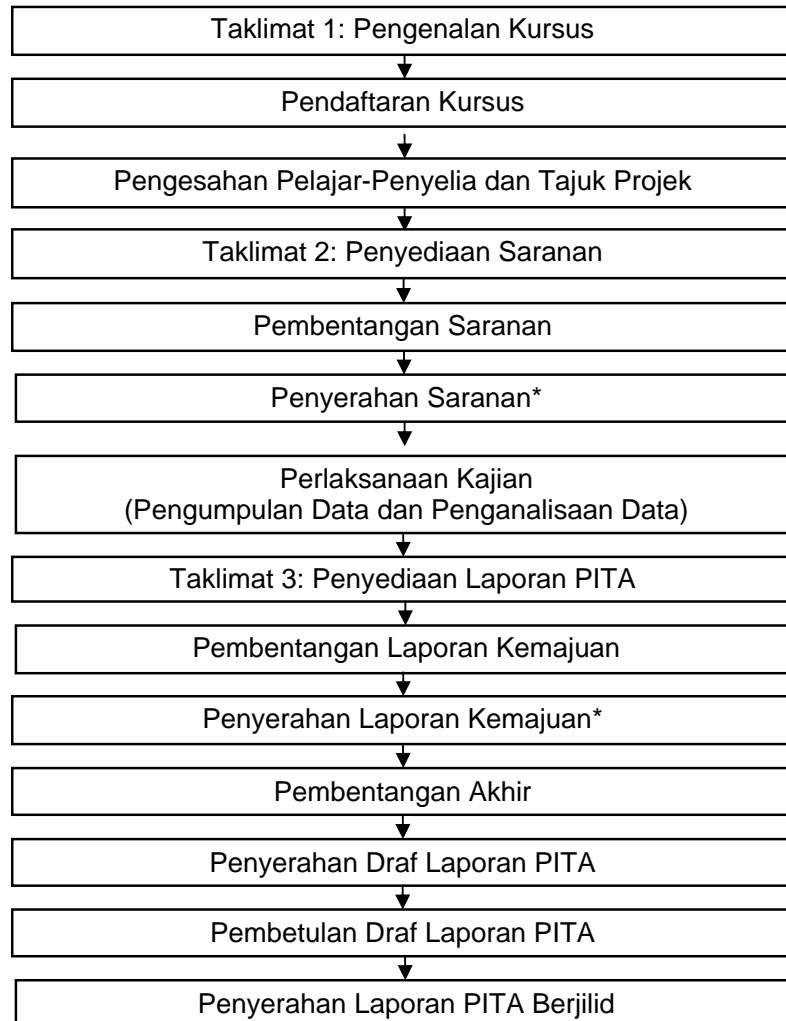 Taklimat 1: Pengenalan Kursus
Pendaftaran Kursus
Pengesahan Pelajar-Penyelia dan Tajuk Projek
Taklimat 2: Penyediaan Saranan
Pembentangan Saranan
Penyerahan Saranan*
Perlaksanaan Kajian
(Pengumpulan Data dan Penganalisaan Data)
Taklimat 3: Penyediaan Laporan PITA
Pembentangan Laporan Kemajuan
Penyerahan Laporan Kemajuan*
Pembentangan Akhir
Penyerahan Draf Laporan PITA
Pembetulan Draf Laporan PITA
Penyerahan Laporan PITA Berjilid